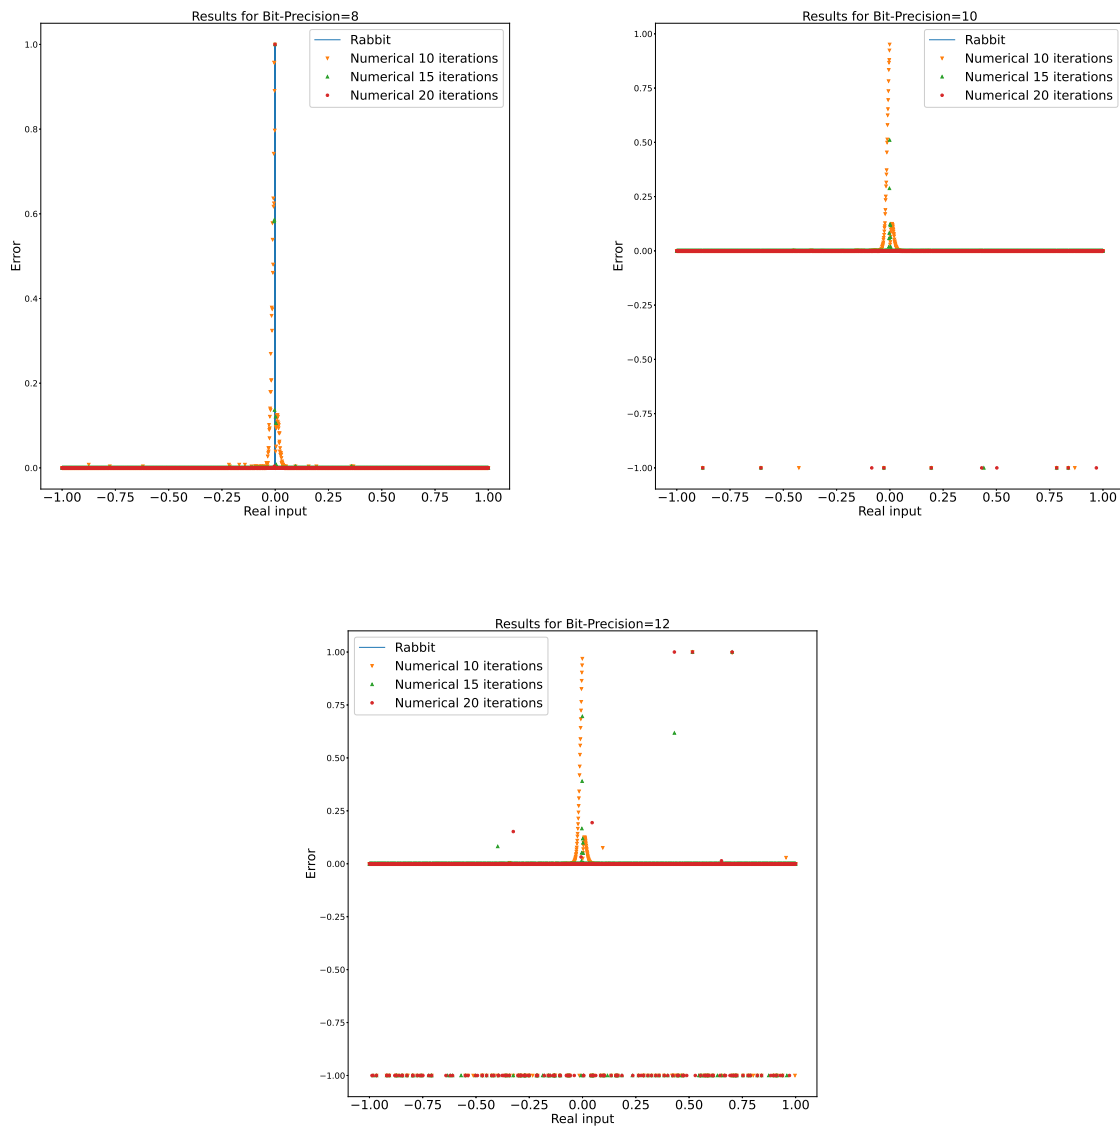 Results for Bit-Precision=8
Rabbit
Numerical 10 iterations
Numerical 15 iterations
Numerical 20 iterations
1.0
0.8
0.6
0.4
0.2
0.0
Error
−1.00 −0.75 −0.50 −0.25 0.00 0.25 0.50 0.75 1.00
Real input
Results for Bit-Precision=10
Rabbit
Numerical 10 iterations
Numerical 15 iterations
Numerical 20 iterations
1.00
0.75
0.50
0.25
0.00
−0.25
−0.50
−0.75
−1.00
Error
−1.00 −0.75 −0.50 −0.25 0.00 0.25 0.50 0.75 1.00
Real input
Results for Bit-Precision=12
Rabbit
Numerical 10 iterations
Numerical 15 iterations
Numerical 20 iterations
1.00
0.75
0.50
0.25
0.00
−0.25
−0.50
−0.75
−1.00
Error
−1.00 −0.75 −0.50 −0.25 0.00 0.25 0.50 0.75 1.00
Real input